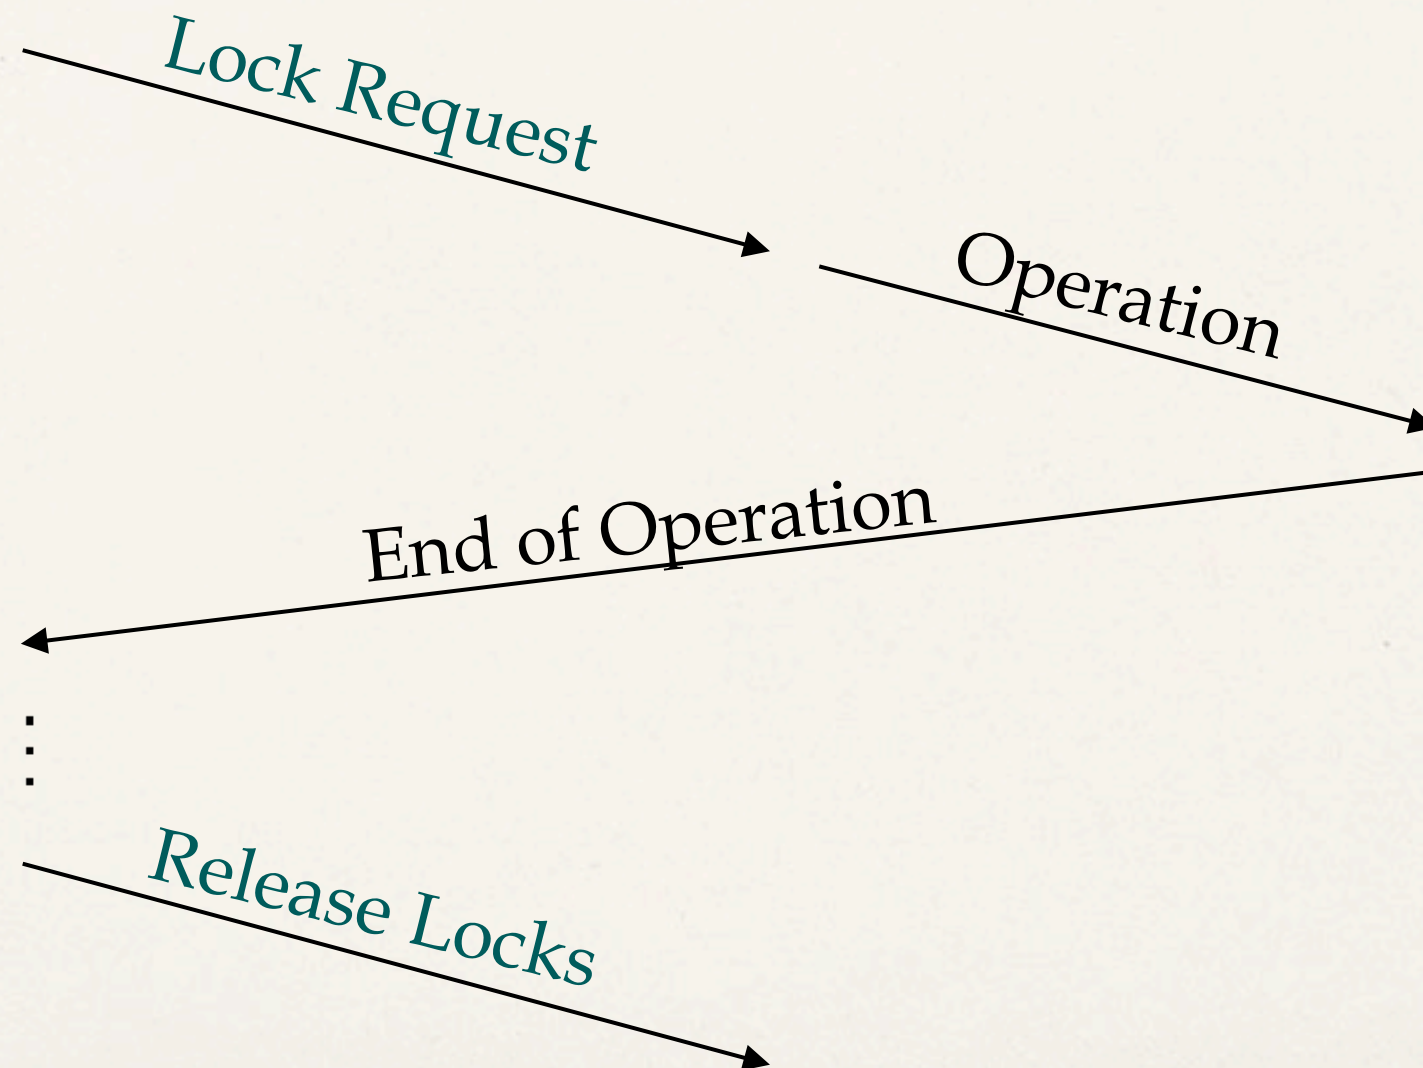 Lock Request
Operation
End of Operation
⋮
Release Locks